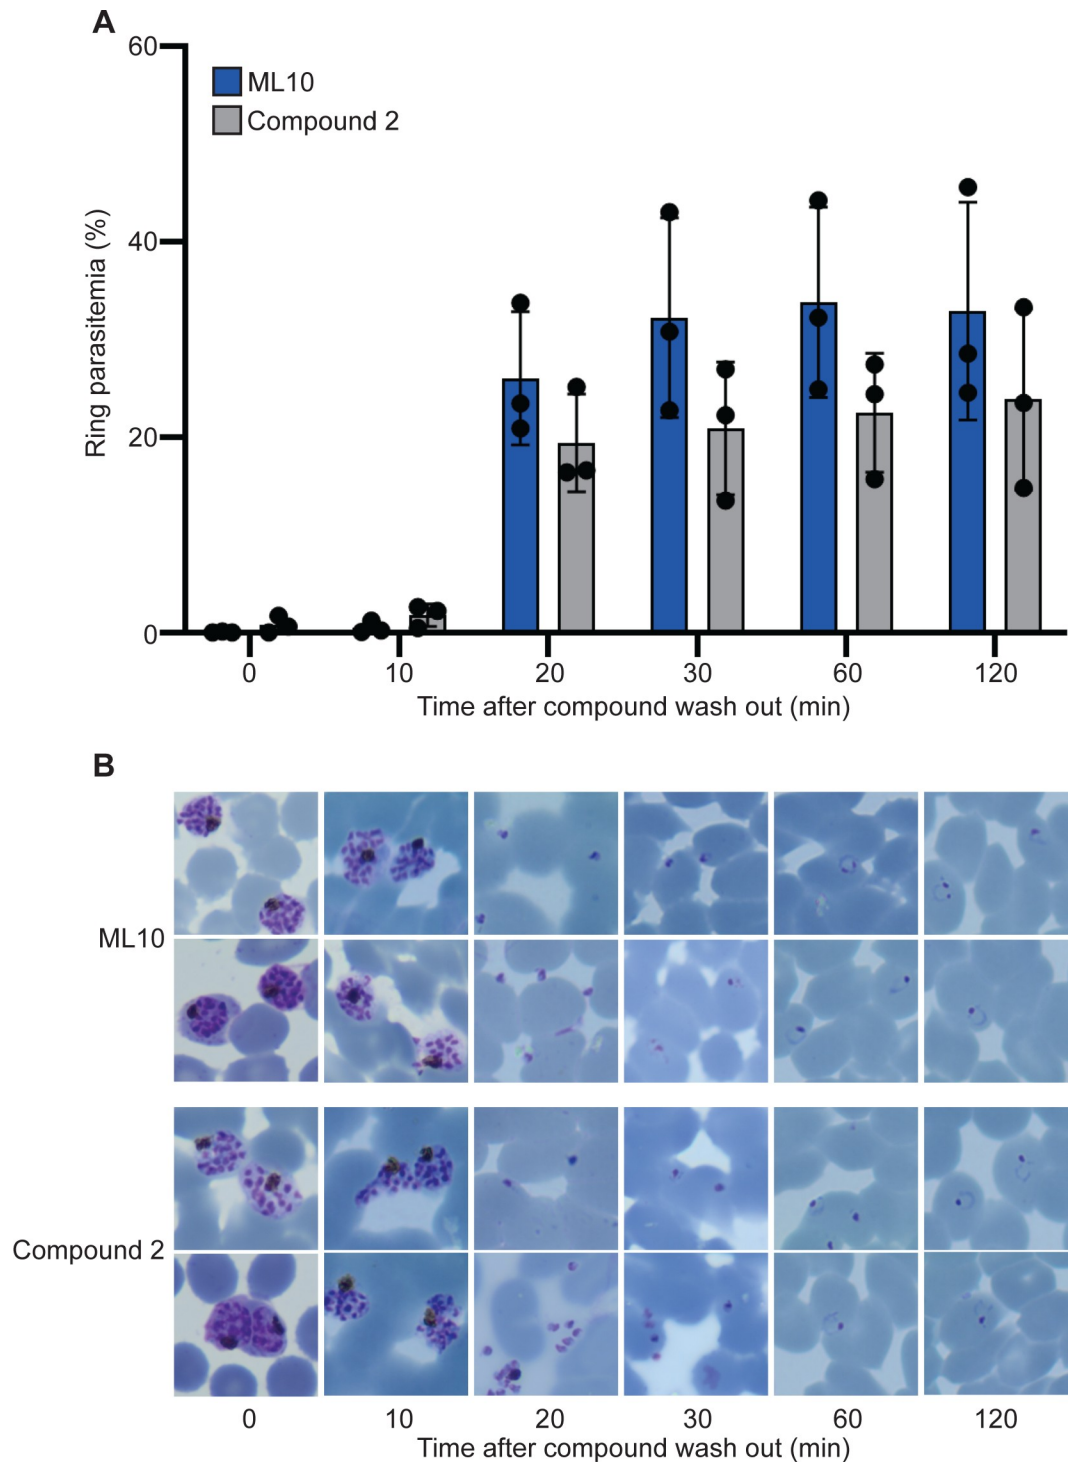 A
60
40
20
0
Ring parasitemia (%)
ML10
Compound 2
0 10 20 30 60 120
Time after compound wash out (min)
B
ML10
Compound 2
0 10 20 30 60 120
Time after compound wash out (min)